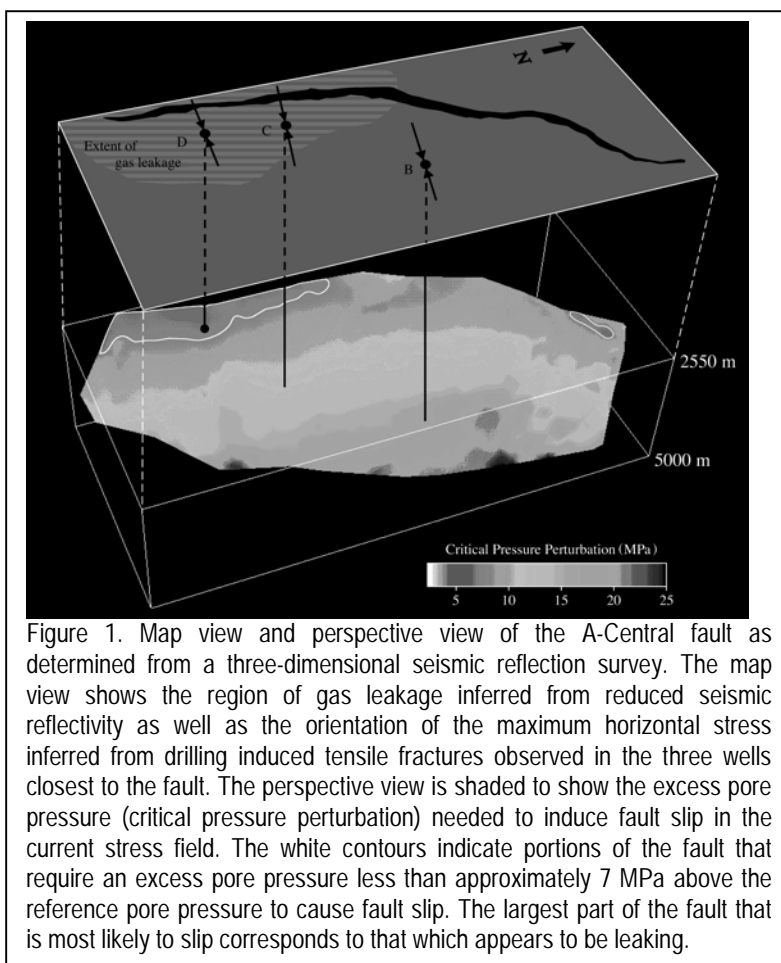 N
D
C
B
Extent of
gas leakage
2550 m
5000 m
Critical Pressure Perturbation (MPa)
5 10 15 20 25
Figure 1. Map view and perspective view of the A-Central fault as
determined from a three-dimensional seismic reflection survey. The map
view shows the region of gas leakage inferred from reduced seismic
reflectivity as well as the orientation of the maximum horizontal stress
inferred from drilling induced tensile fractures observed in the three wells
closest to the fault. The perspective view is shaded to show the excess pore
pressure (critical pressure perturbation) needed to induce fault slip in the
current stress field. The white contours indicate portions of the fault that
require an excess pore pressure less than approximately 7 MPa above the
reference pore pressure to cause fault slip. The largest part of the fault that
is most likely to slip corresponds to that which appears to be leaking.